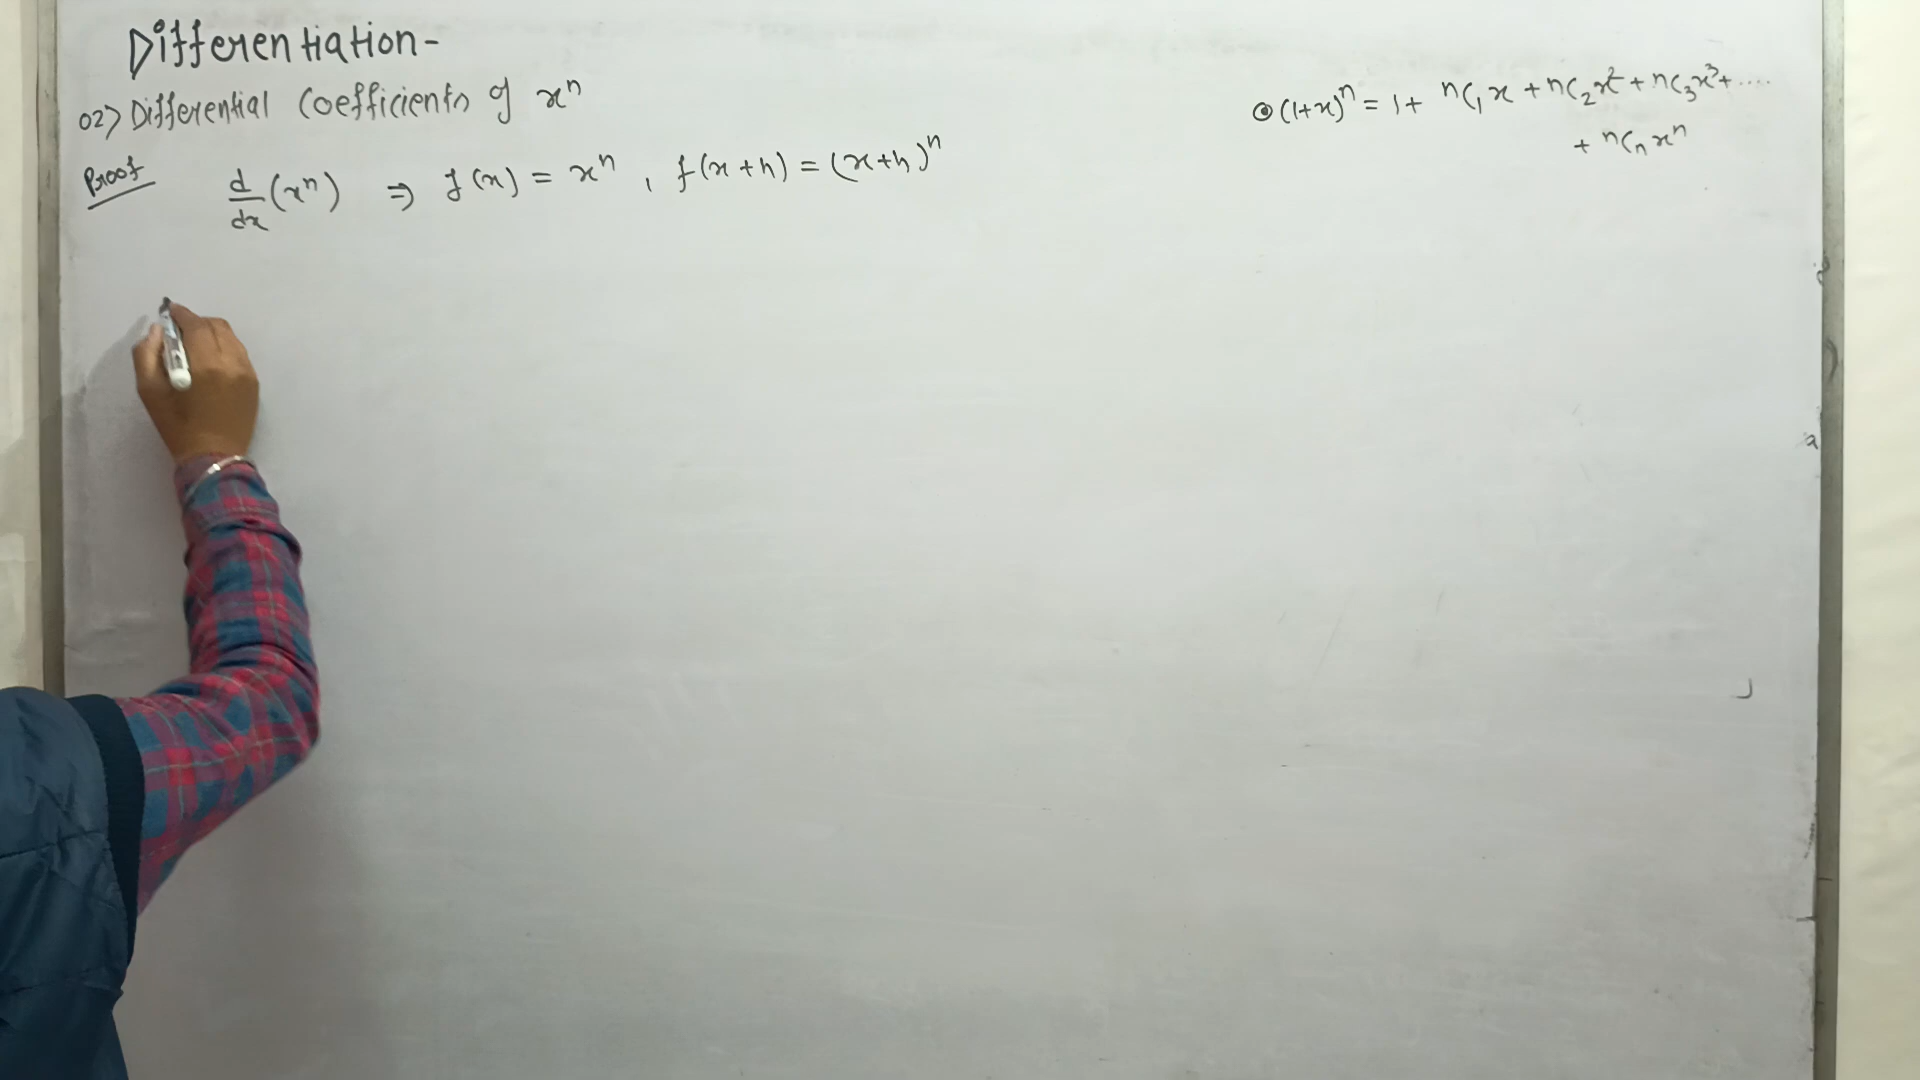 Differentiation-
02) Differential Coefficients of xⁿ
Proof d/dx (xⁿ) ⇒ f(x) = xⁿ , f(x+h) = (x+h)ⁿ
⊙ (1+x)ⁿ = 1 + ⁿC₁x + ⁿC₂x² + ⁿC₃x³ + ....
+ ⁿCₙxⁿ